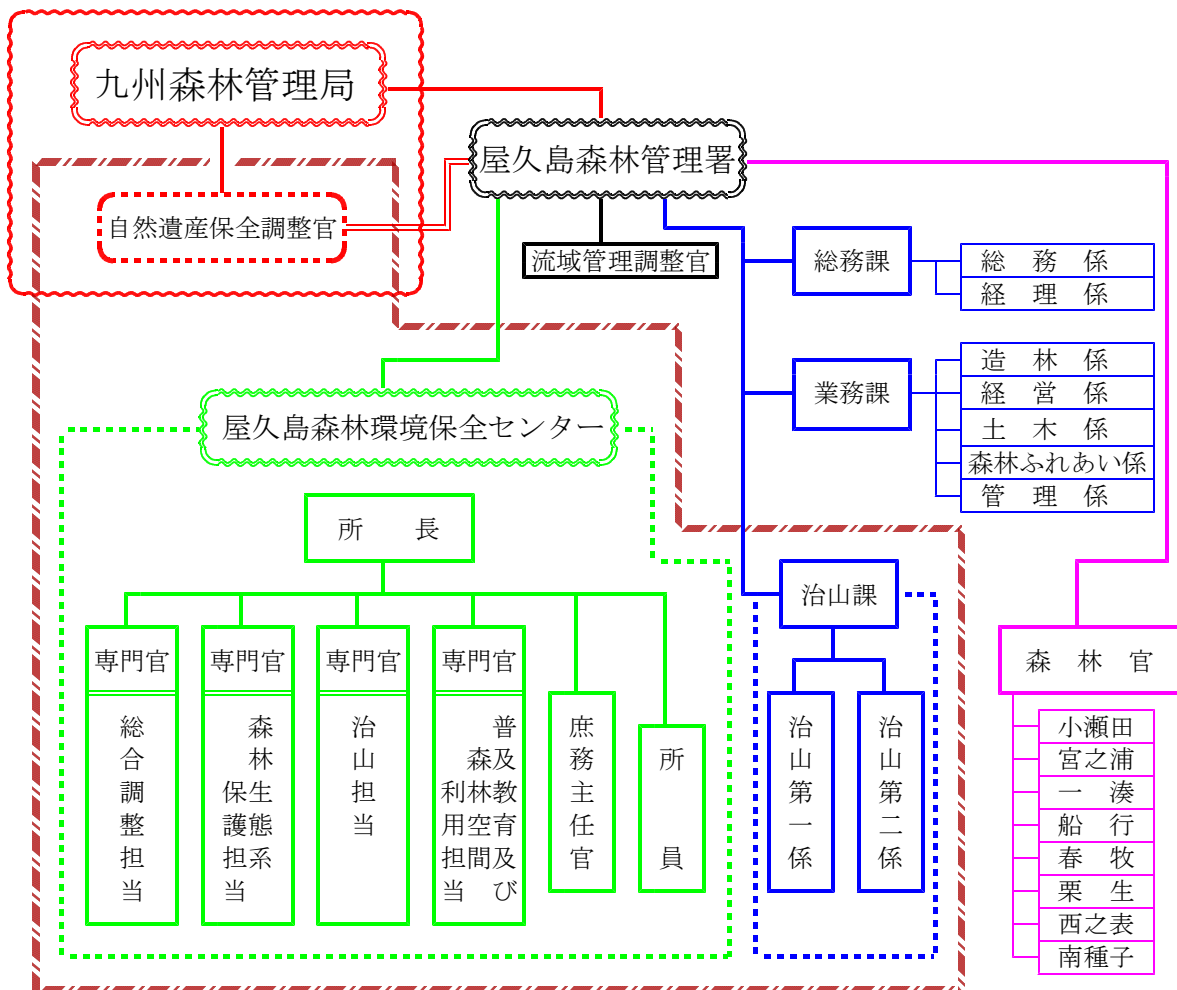 九州森林管理局
屋久島森林管理署
自然遺産保全調整官
流域管理調整官
総務課
総務係
経理係
業務課
造林係
経営係
土木係
森林ふれあい係
管理係
屋久島森林環境保全センター
所長
専門官
総合調整担当
専門官
森林生態系
保護担当
専門官
治山担当
専門官
普及教育及び
森林空間
利用担当
庶務主任官
所員
治山課
治山第一係
治山第二係
森林官
小瀬田
宮之浦
一湊
船行
春牧
栗生
西之表
南種子